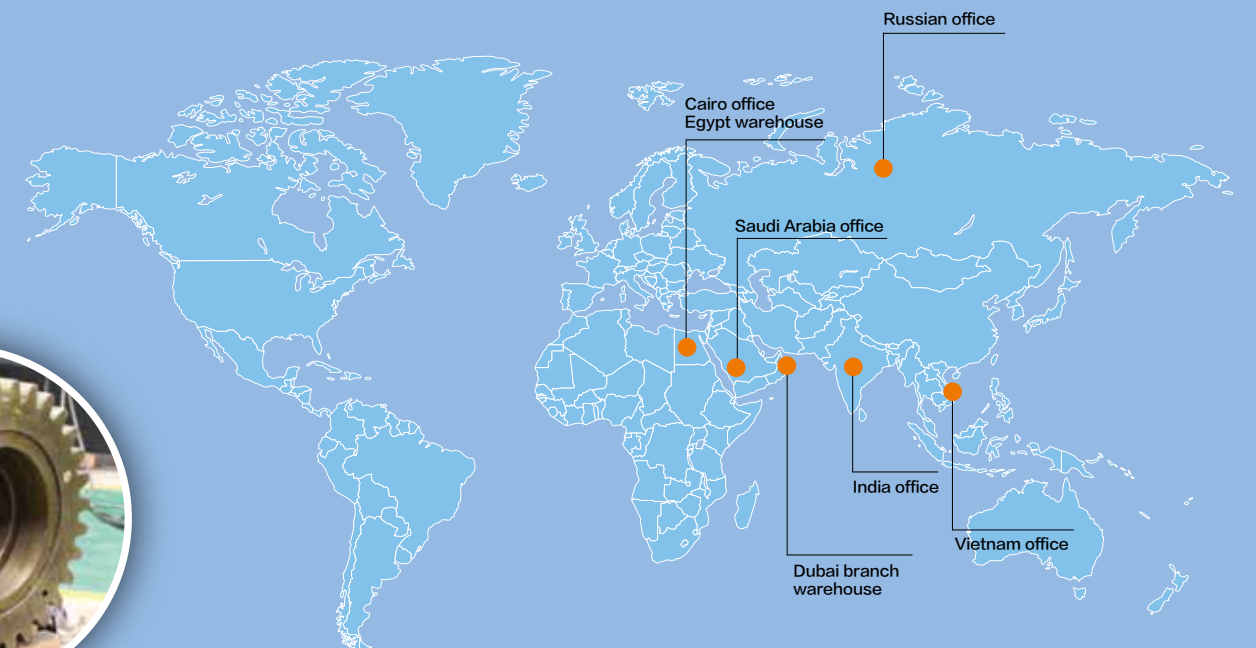 Russian office
Cairo office
Egypt warehouse
Saudi Arabia office
India office
Vietnam office
Dubai branch
warehouse